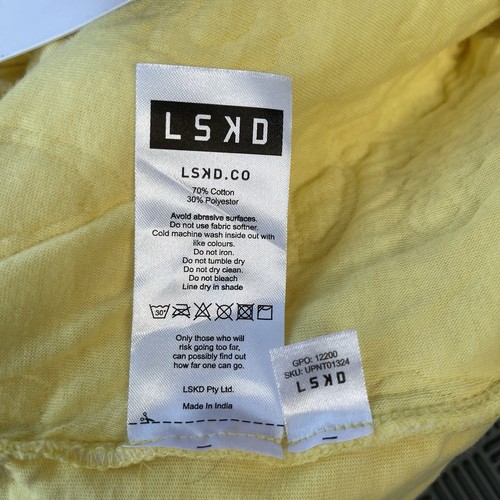 LSKD
LSKD.CO
70% Cotton
30% Polyester
Avoid abrasive surfaces.
Do not use fabric softner.
Cold machine wash inside out with
like colours.
Do not iron.
Do not tumble dry
Do not dry clean.
Do not bleach
Line dry in shade
30°
Only those who will
risk going too far,
can possibly find out
how far one can go.
LSKD Pty Ltd.
Made In India
GPO: 12200
SKU: UPNT01324
LSKD